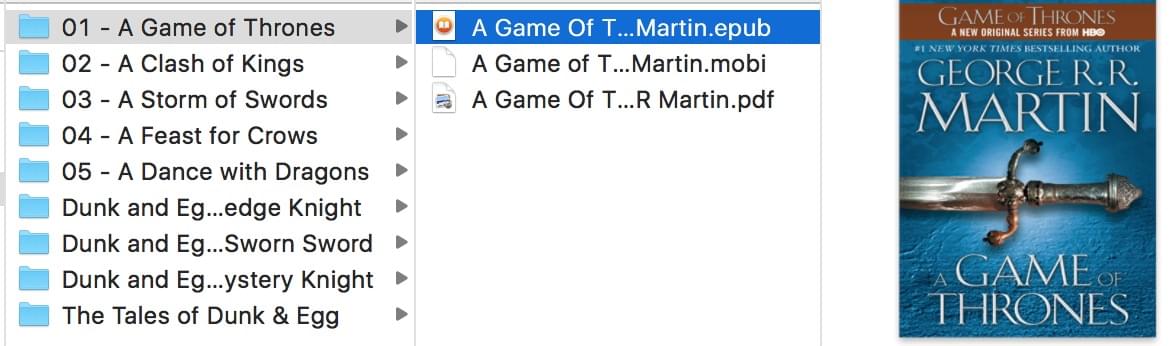 01 - A Game of Thrones
02 - A Clash of Kings
03 - A Storm of Swords
04 - A Feast for Crows
05 - A Dance with Dragons
Dunk and Eg...edge Knight
Dunk and Eg...Sworn Sword
Dunk and Eg...ystery Knight
The Tales of Dunk & Egg
A Game Of T...Martin.epub
A Game of T...Martin.mobi
A Game Of T...R Martin.pdf
GAME OF THRONES
A NEW ORIGINAL SERIES FROM HBO
#1 NEW YORK TIMES BESTSELLING AUTHOR
GEORGE R.R.
MARTIN
A GAME OF
THRONES